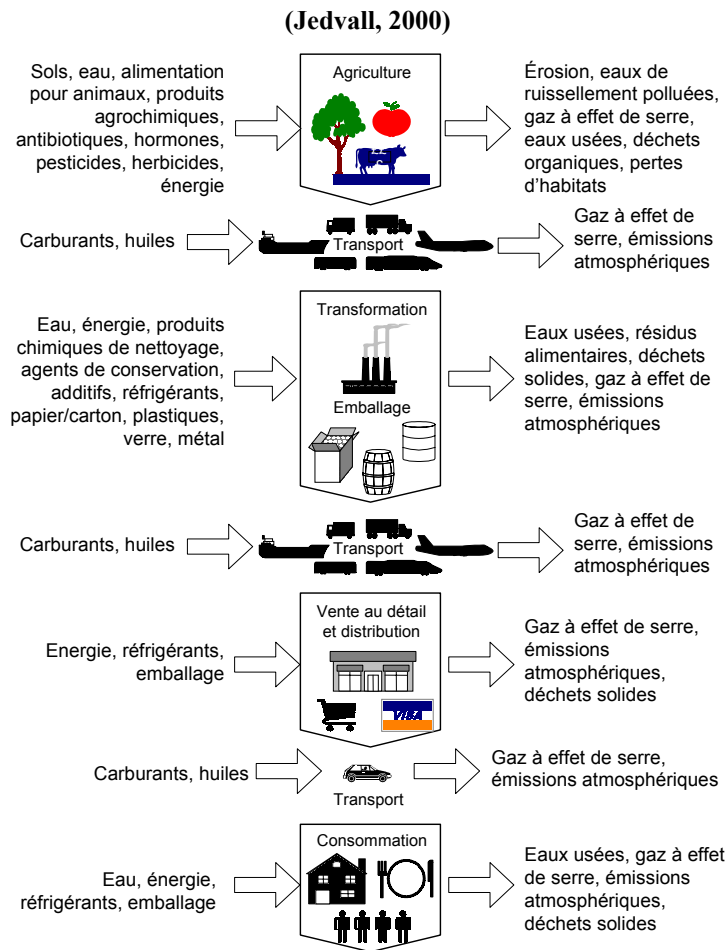 (Jedvall, 2000)
Sols, eau, alimentation
pour animaux, produits
agrochimiques,
antibiotiques, hormones,
pesticides, herbicides,
énergie
Agriculture
Érosion, eaux de
ruissellement polluées,
gaz à effet de serre,
eaux usées, déchets
organiques, pertes
d'habitats
Carburants, huiles
Transport
Gaz à effet de
serre, émissions
atmosphériques
Eau, énergie, produits
chimiques de nettoyage,
agents de conservation,
additifs, réfrigérants,
papier/carton, plastiques,
verre, métal
Transformation
Emballage
Eaux usées, résidus
alimentaires, déchets
solides, gaz à effet de
serre, émissions
atmosphériques
Carburants, huiles
Transport
Gaz à effet de
serre, émissions
atmosphériques
Energie, réfrigérants,
emballage
Vente au détail
et distribution
VISA
Gaz à effet de serre,
émissions
atmosphériques,
déchets solides
Carburants, huiles
Transport
Gaz à effet de serre,
émissions atmosphériques
Eau, énergie,
réfrigérants, emballage
Consommation
Eaux usées, gaz à effet
de serre, émissions
atmosphériques,
déchets solides